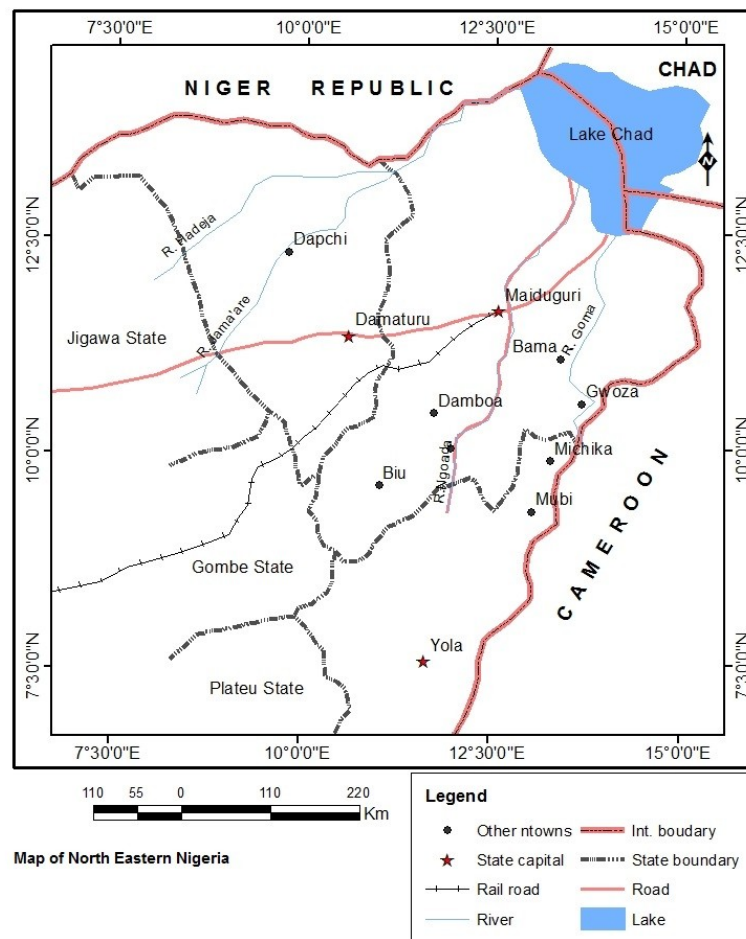 7°30'0"E 10°0'0"E 12°30'0"E 15°0'0"E
NIGER REPUBLIC
CHAD
Lake Chad
N
12°30'0"N
12°30'0"N
R. Hadeja
Dapchi
R. Jama'are
Maiduguri
Damaturu
Jigawa State
Bama
R. Goma
Damboa
Gwoza
10°0'0"N
10°0'0"N
Michika
R.Ngoada
Biu
Mubi
CAMEROON
Gombe State
Yola
7°30'0"N
7°30'0"N
Plateu State
7°30'0"E 10°0'0"E 12°30'0"E 15°0'0"E
110 55 0 110 220
Km
Map of North Eastern Nigeria
Legend
Other ntowns Int. boudary
State capital State boundary
Rail road Road
River Lake